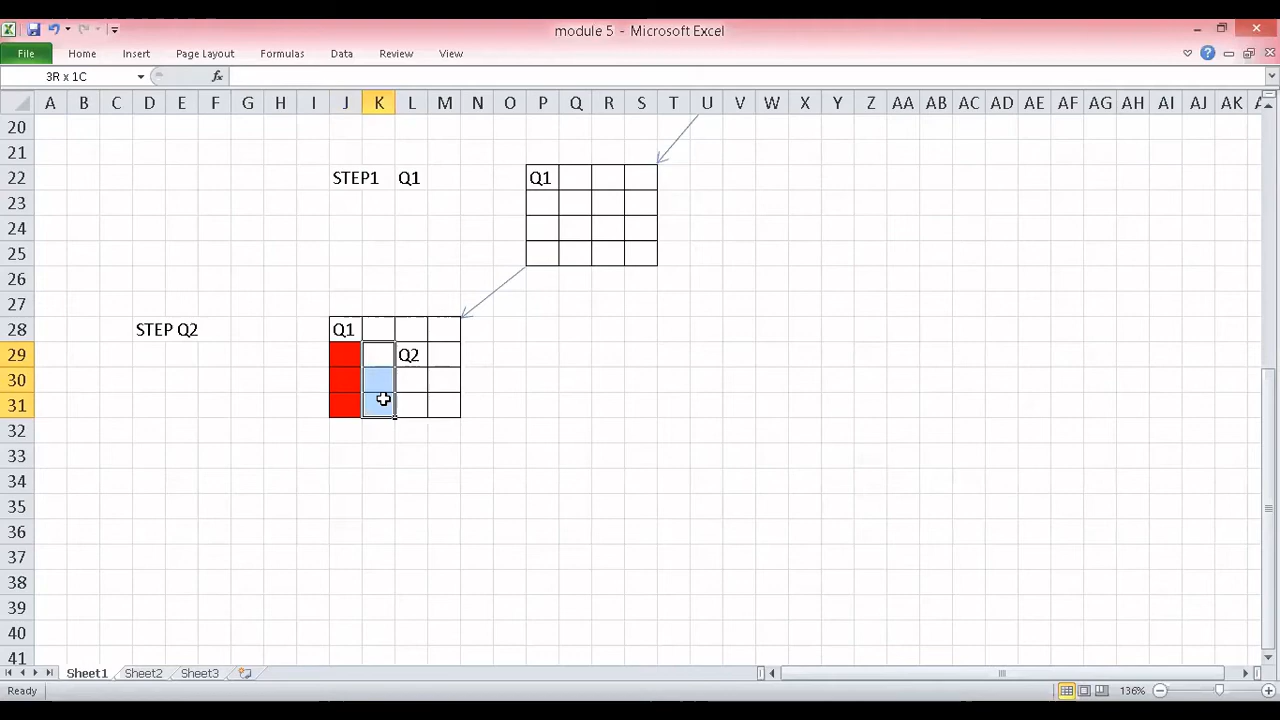 module 5 - Microsoft Excel
File Home Insert Page Layout Formulas Data Review View
3R x 1C fx
A B C D E F G H I J K L M N O P Q R S T U V W X Y Z AA AB AC AD AE AF AG AH AI AJ AK
20
21
22 STEP1 Q1 Q1
23
24
25
26
27
28 STEP Q2 Q1
29 Q2
30
31
32
33
34
35
36
37
38
39
40
41
Sheet1 Sheet2 Sheet3
Ready 136%